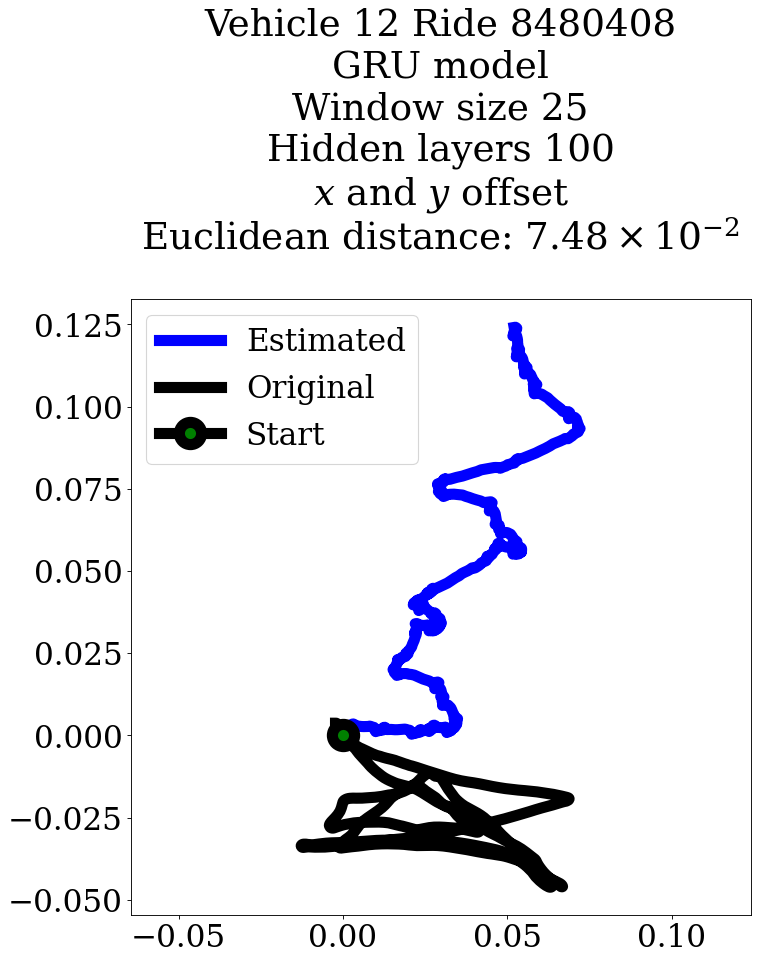 Vehicle 12 Ride 8480408
GRU model
Window size 25
Hidden layers 100
x and y offset
Euclidean distance: 7.48 × 10⁻²
0.125
0.100
0.075
0.050
0.025
0.000
−0.025
−0.050
Estimated
Original
Start
−0.05
0.00
0.05
0.10